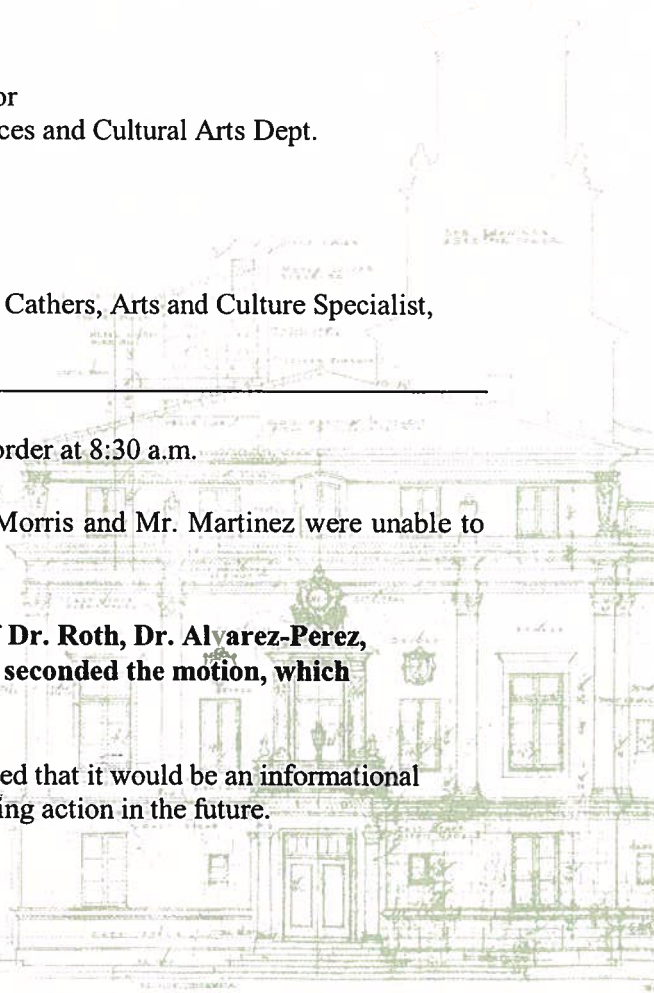 or
ces and Cultural Arts Dept.
Cathers, Arts and Culture Specialist,
order at 8:30 a.m.
Morris and Mr. Martinez were unable to
Dr. Roth, Dr. Alvarez-Perez,
seconded the motion, which
ed that it would be an informational
ing action in the future.